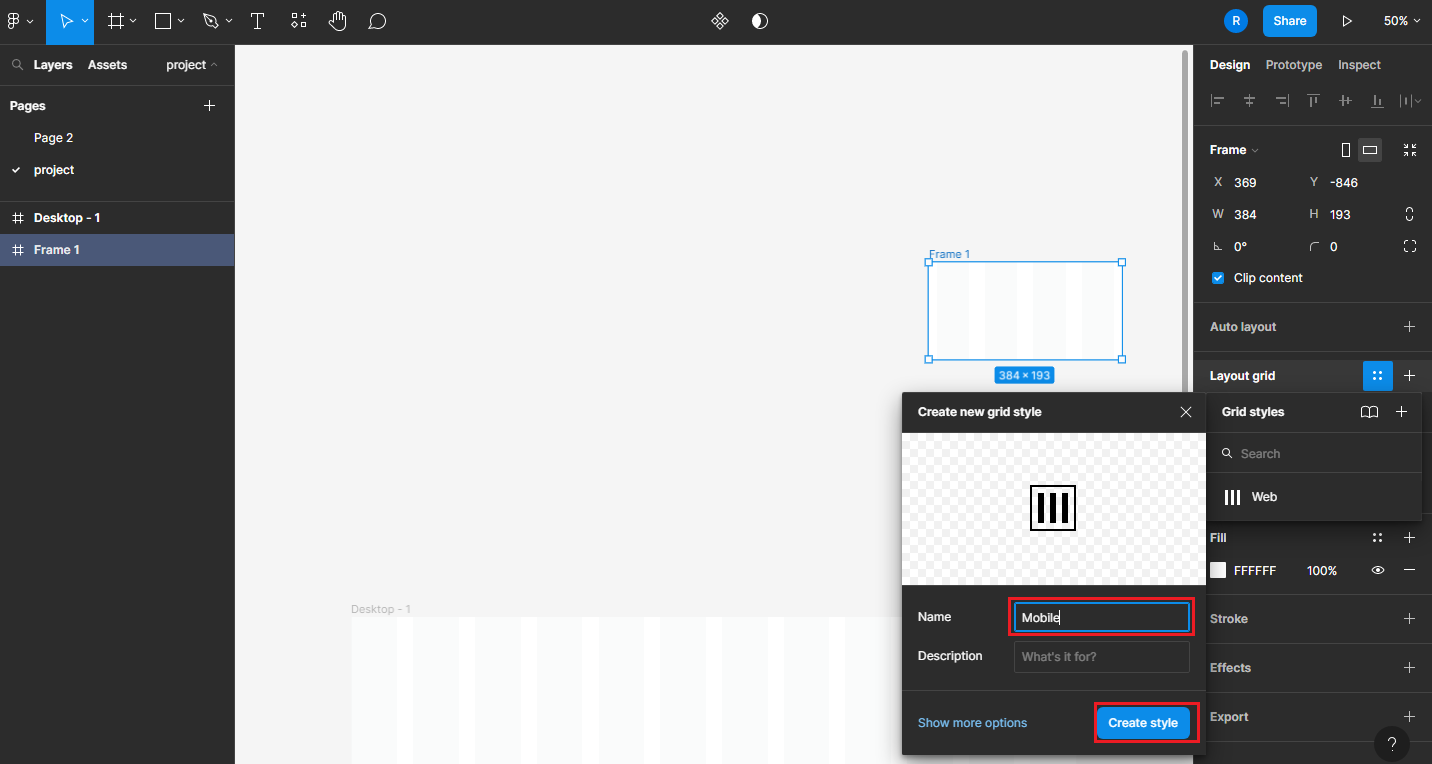 R
Share
50%
Layers
Assets
project
Design
Prototype
Inspect
Pages
Page 2
project
Desktop - 1
Frame 1
Frame 1
384 × 193
Desktop - 1
Frame
X 369
Y -846
W 384
H 193
0°
0
Clip content
Auto layout
Layout grid
Create new grid style
Grid styles
Search
Web
Fill
FFFFFF 100%
Name
Mobile
Stroke
Description
What's it for?
Effects
Show more options
Create style
Export
?